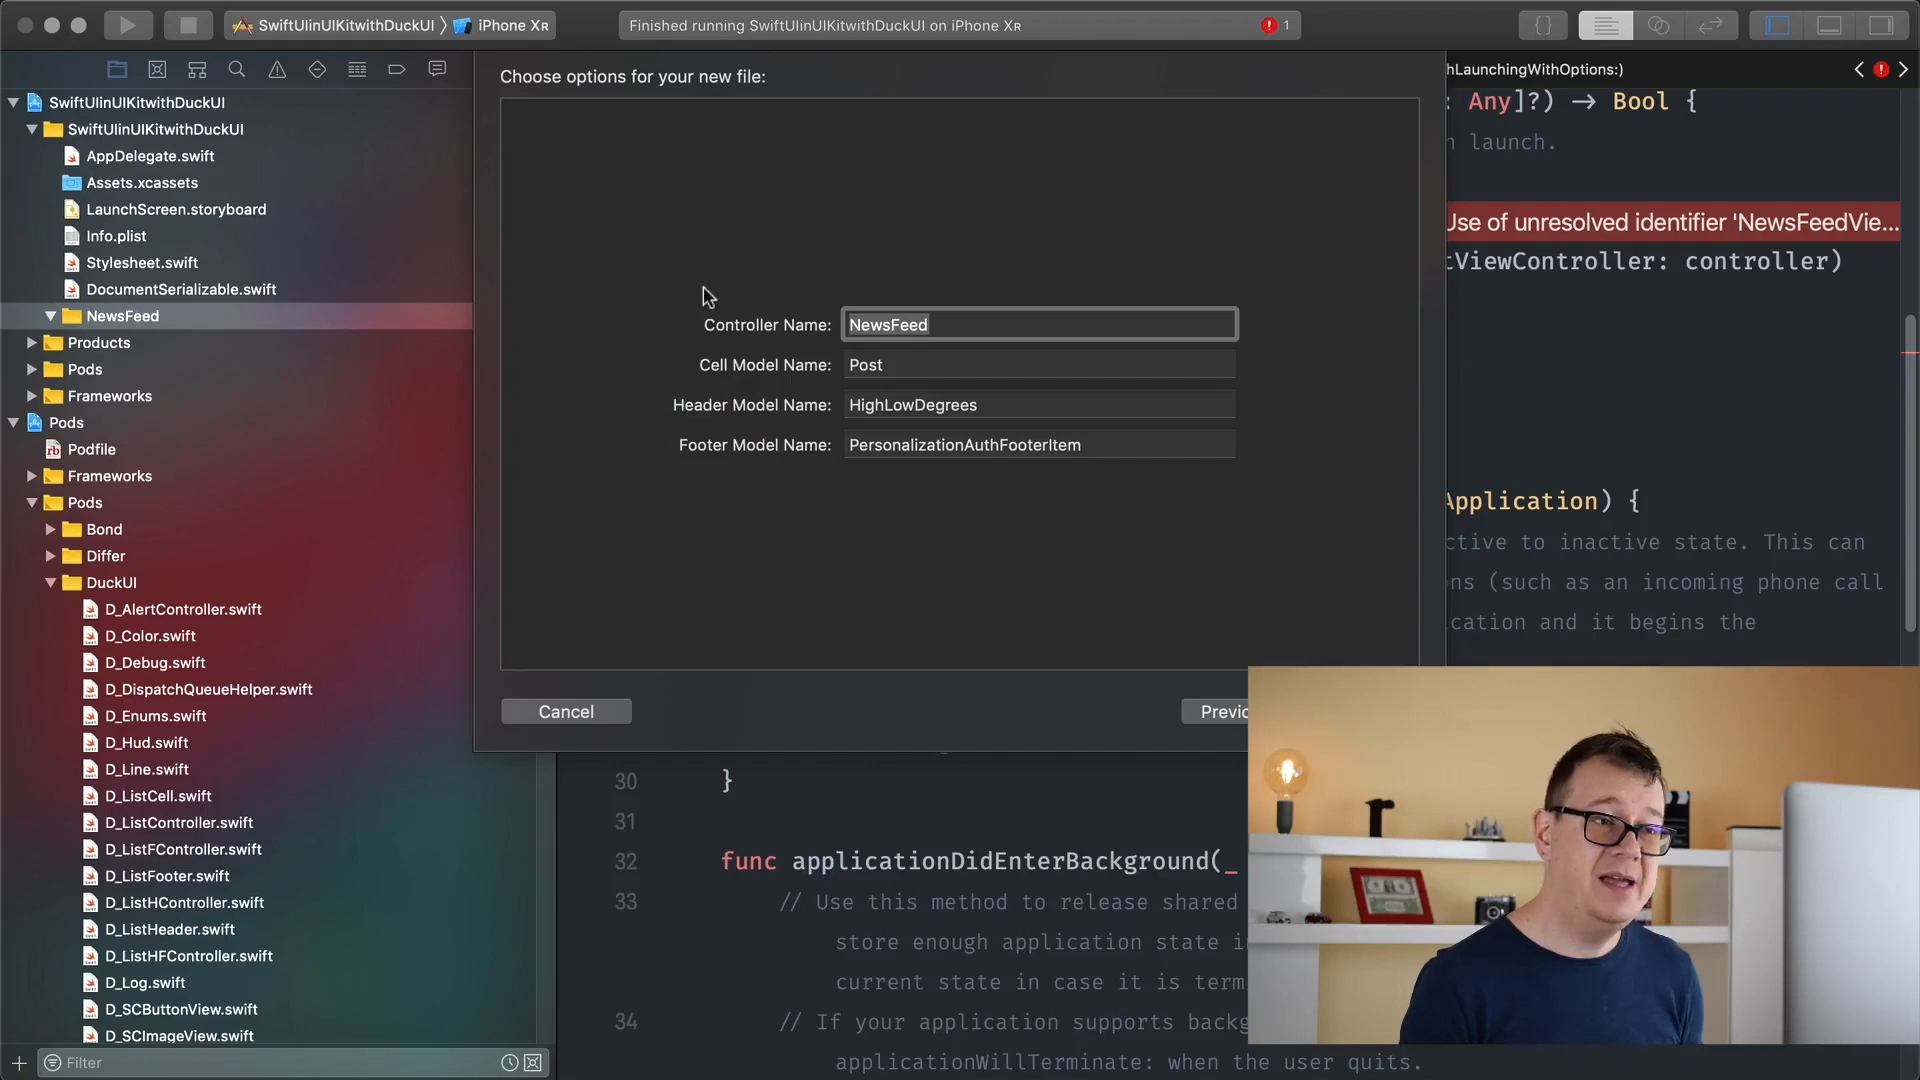 SwiftUIinUIKitwithDuckUI
iPhone XR
Finished running SwiftUIinUIKitwithDuckUI on iPhone XR
1
{ }
SwiftUIinUIKitwithDuckUI
SwiftUIinUIKitwithDuckUI
AppDelegate.swift
Assets.xcassets
LaunchScreen.storyboard
Info.plist
Stylesheet.swift
DocumentSerializable.swift
NewsFeed
Products
Pods
Frameworks
Pods
rb Podfile
Frameworks
Pods
Bond
Differ
DuckUI
D_AlertController.swift
D_Color.swift
D_Debug.swift
D_DispatchQueueHelper.swift
D_Enums.swift
D_Hud.swift
D_Line.swift
D_ListCell.swift
D_ListController.swift
D_ListFController.swift
D_ListFooter.swift
D_ListHController.swift
D_ListHeader.swift
D_ListHFController.swift
D_Log.swift
D_SCButtonView.swift
D_SCImageView.swift
Filter
Choose options for your new file:
Controller Name: NewsFeed
Cell Model Name: Post
Header Model Name: HighLowDegrees
Footer Model Name: PersonalizationAuthFooterItem
Cancel
Previo
hLaunchingWithOptions:)
: Any]?) -> Bool {
n launch.
Use of unresolved identifier 'NewsFeedVie...
tViewController: controller)
Application) {
ctive to inactive state. This can
ns (such as an incoming phone call
cation and it begins the
30 }
31
32 func applicationDidEnterBackground(_
33 // Use this method to release shared
store enough application state i
current state in case it is term
34 // If your application supports backg
applicationWillTerminate: when the user quits.